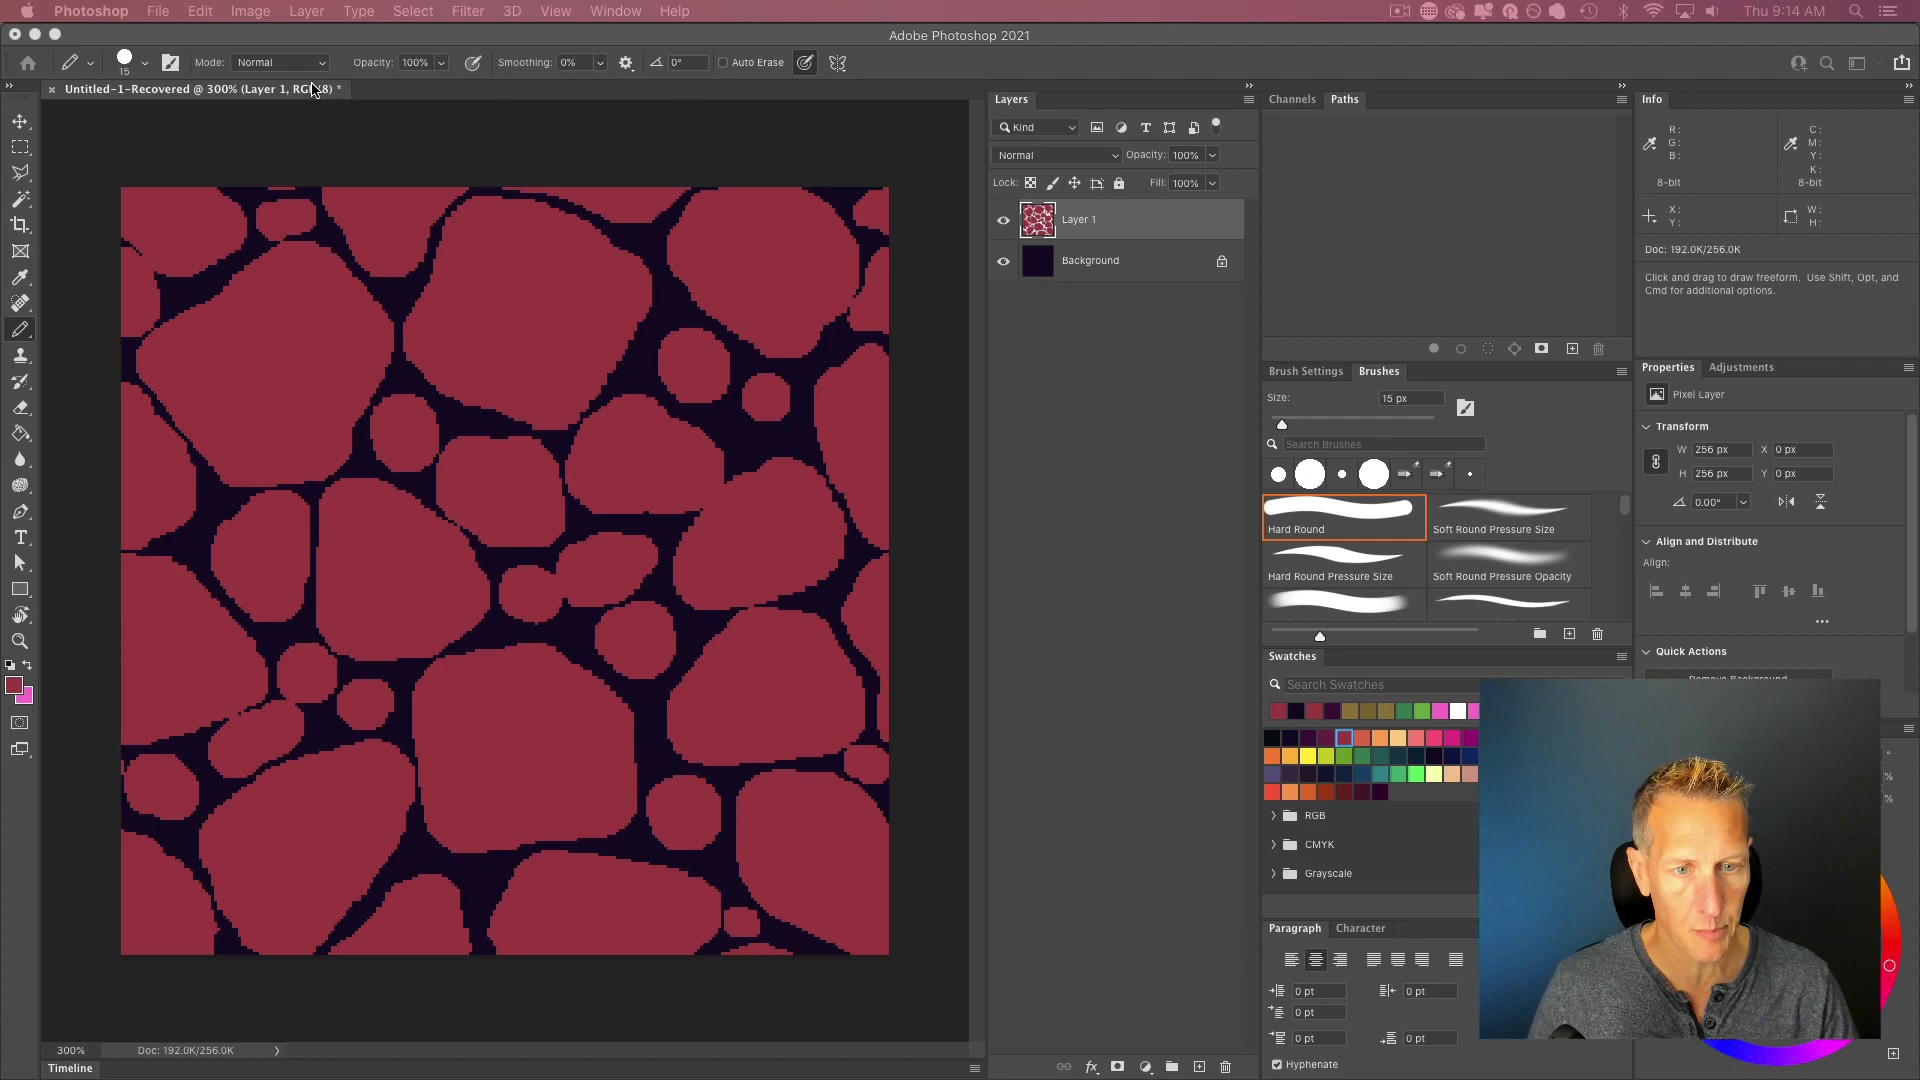 Photoshop File Edit Image Layer Type Select Filter 3D View Window Help Thu 9:14 AM
Adobe Photoshop 2021
15 Mode: Normal Opacity: 100% Smoothing: 0% 0° Auto Erase
Untitled-1-Recovered @ 300% (Layer 1, RG 8) *
Layers
Channels Paths
Info
Kind
R:
G:
B:
8-bit
C:
M:
Y:
K:
8-bit
Normal Opacity: 100%
Lock: Fill: 100%
Layer 1
Background
X:
Y:
W:
H:
Doc: 192.0K/256.0K
Click and drag to draw freeform. Use Shift, Opt, and
Cmd for additional options.
Brush Settings Brushes
Size: 15 px
Search Brushes
Hard Round
Soft Round Pressure Size
Hard Round Pressure Size
Soft Round Pressure Opacity
Properties Adjustments
Pixel Layer
Transform
W 256 px X 0 px
H 256 px Y 0 px
0.00°
Align and Distribute
Align:
Quick Actions
Remove Background
Swatches
Search Swatches
RGB
CMYK
Grayscale
%
%
Paragraph Character
0 pt 0 pt
0 pt
0 pt 0 pt
Hyphenate
300% Doc: 192.0K/256.0K
Timeline